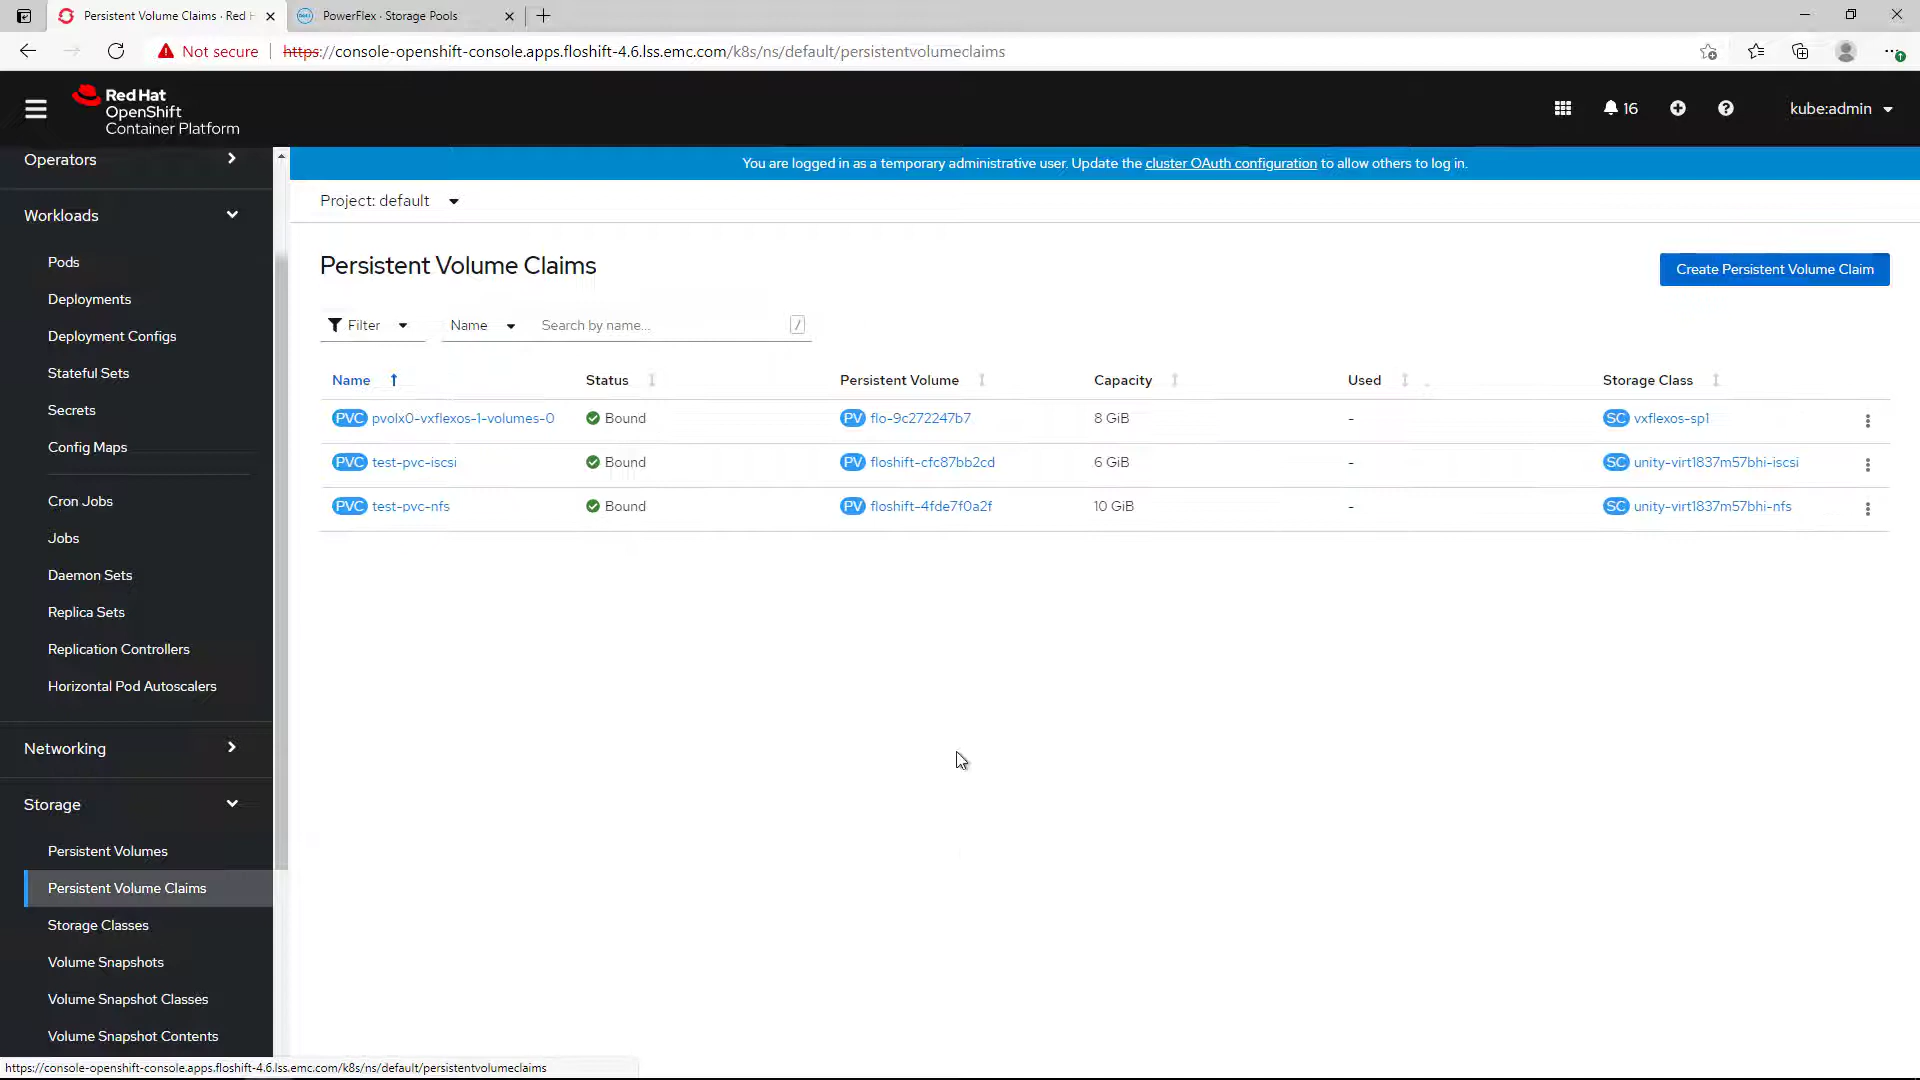 Persistent Volume Claims · Red H
PowerFlex - Storage Pools
Not secure https://console-openshift-console.apps.floshift-4.6.lss.emc.com/k8s/ns/default/persistentvolumeclaims
Red Hat
OpenShift
Container Platform
16
kube:admin
You are logged in as a temporary administrative user. Update the cluster OAuth configuration to allow others to log in.
Operators
Workloads
Pods
Deployments
Deployment Configs
Stateful Sets
Secrets
Config Maps
Cron Jobs
Jobs
Daemon Sets
Replica Sets
Replication Controllers
Horizontal Pod Autoscalers
Networking
Storage
Persistent Volumes
Persistent Volume Claims
Storage Classes
Volume Snapshots
Volume Snapshot Classes
Volume Snapshot Contents
Project: default
Persistent Volume Claims
Create Persistent Volume Claim
Filter Name Search by name... /
Name Status Persistent Volume Capacity Used Storage Class
PVC pvolx0-vxflexos-1-volumes-0 Bound PV flo-9c272247b7 8 GiB - SC vxflexos-sp1
PVC test-pvc-iscsi Bound PV floshift-cfc87bb2cd 6 GiB - SC unity-virt1837m57bhi-iscsi
PVC test-pvc-nfs Bound PV floshift-4fde7f0a2f 10 GiB - SC unity-virt1837m57bhi-nfs
https://console-openshift-console.apps.floshift-4.6.lss.emc.com/k8s/ns/default/persistentvolumeclaims